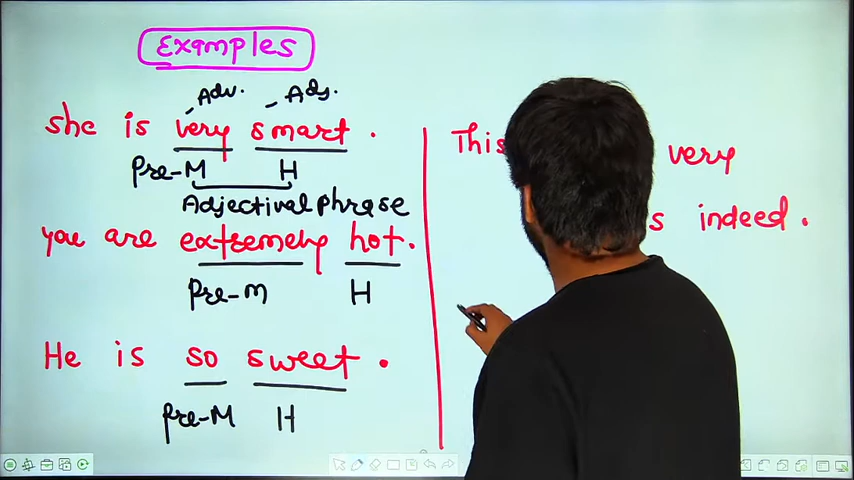 Examples
Adv. Adj.
she is very smart.
Pre-M H
Adjectival phrase
you are extremely hot.
Pre-M H
He is so sweet.
Pre-M H
This very
s indeed.